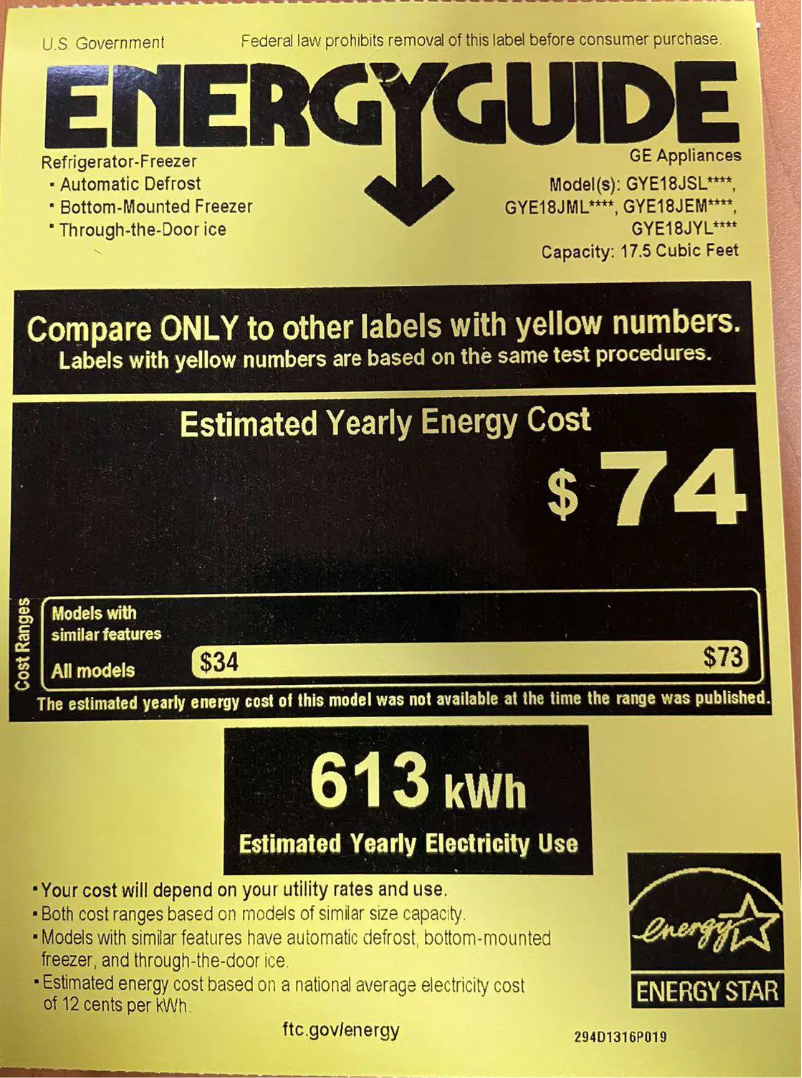 U.S. Government
Federal law prohibits removal of this label before consumer purchase.
ENERGYGUIDE
Refrigerator-Freezer
▪ Automatic Defrost
▪ Bottom-Mounted Freezer
▪ Through-the-Door ice
GE Appliances
Model(s): GYE18JSL****,
GYE18JML****, GYE18JEM****,
GYE18JYL****
Capacity: 17.5 Cubic Feet
Compare ONLY to other labels with yellow numbers.
Labels with yellow numbers are based on the same test procedures.
Estimated Yearly Energy Cost
$ 74
Cost Ranges
Models with
similar features
All models
$34
$73
The estimated yearly energy cost of this model was not available at the time the range was published.
613 kWh
Estimated Yearly Electricity Use
▪ Your cost will depend on your utility rates and use.
▪ Both cost ranges based on models of similar size capacity.
▪ Models with similar features have automatic defrost, bottom-mounted
freezer, and through-the-door ice.
▪ Estimated energy cost based on a national average electricity cost
of 12 cents per kWh.
energy
ENERGY STAR
ftc.gov/energy
294D1316P019